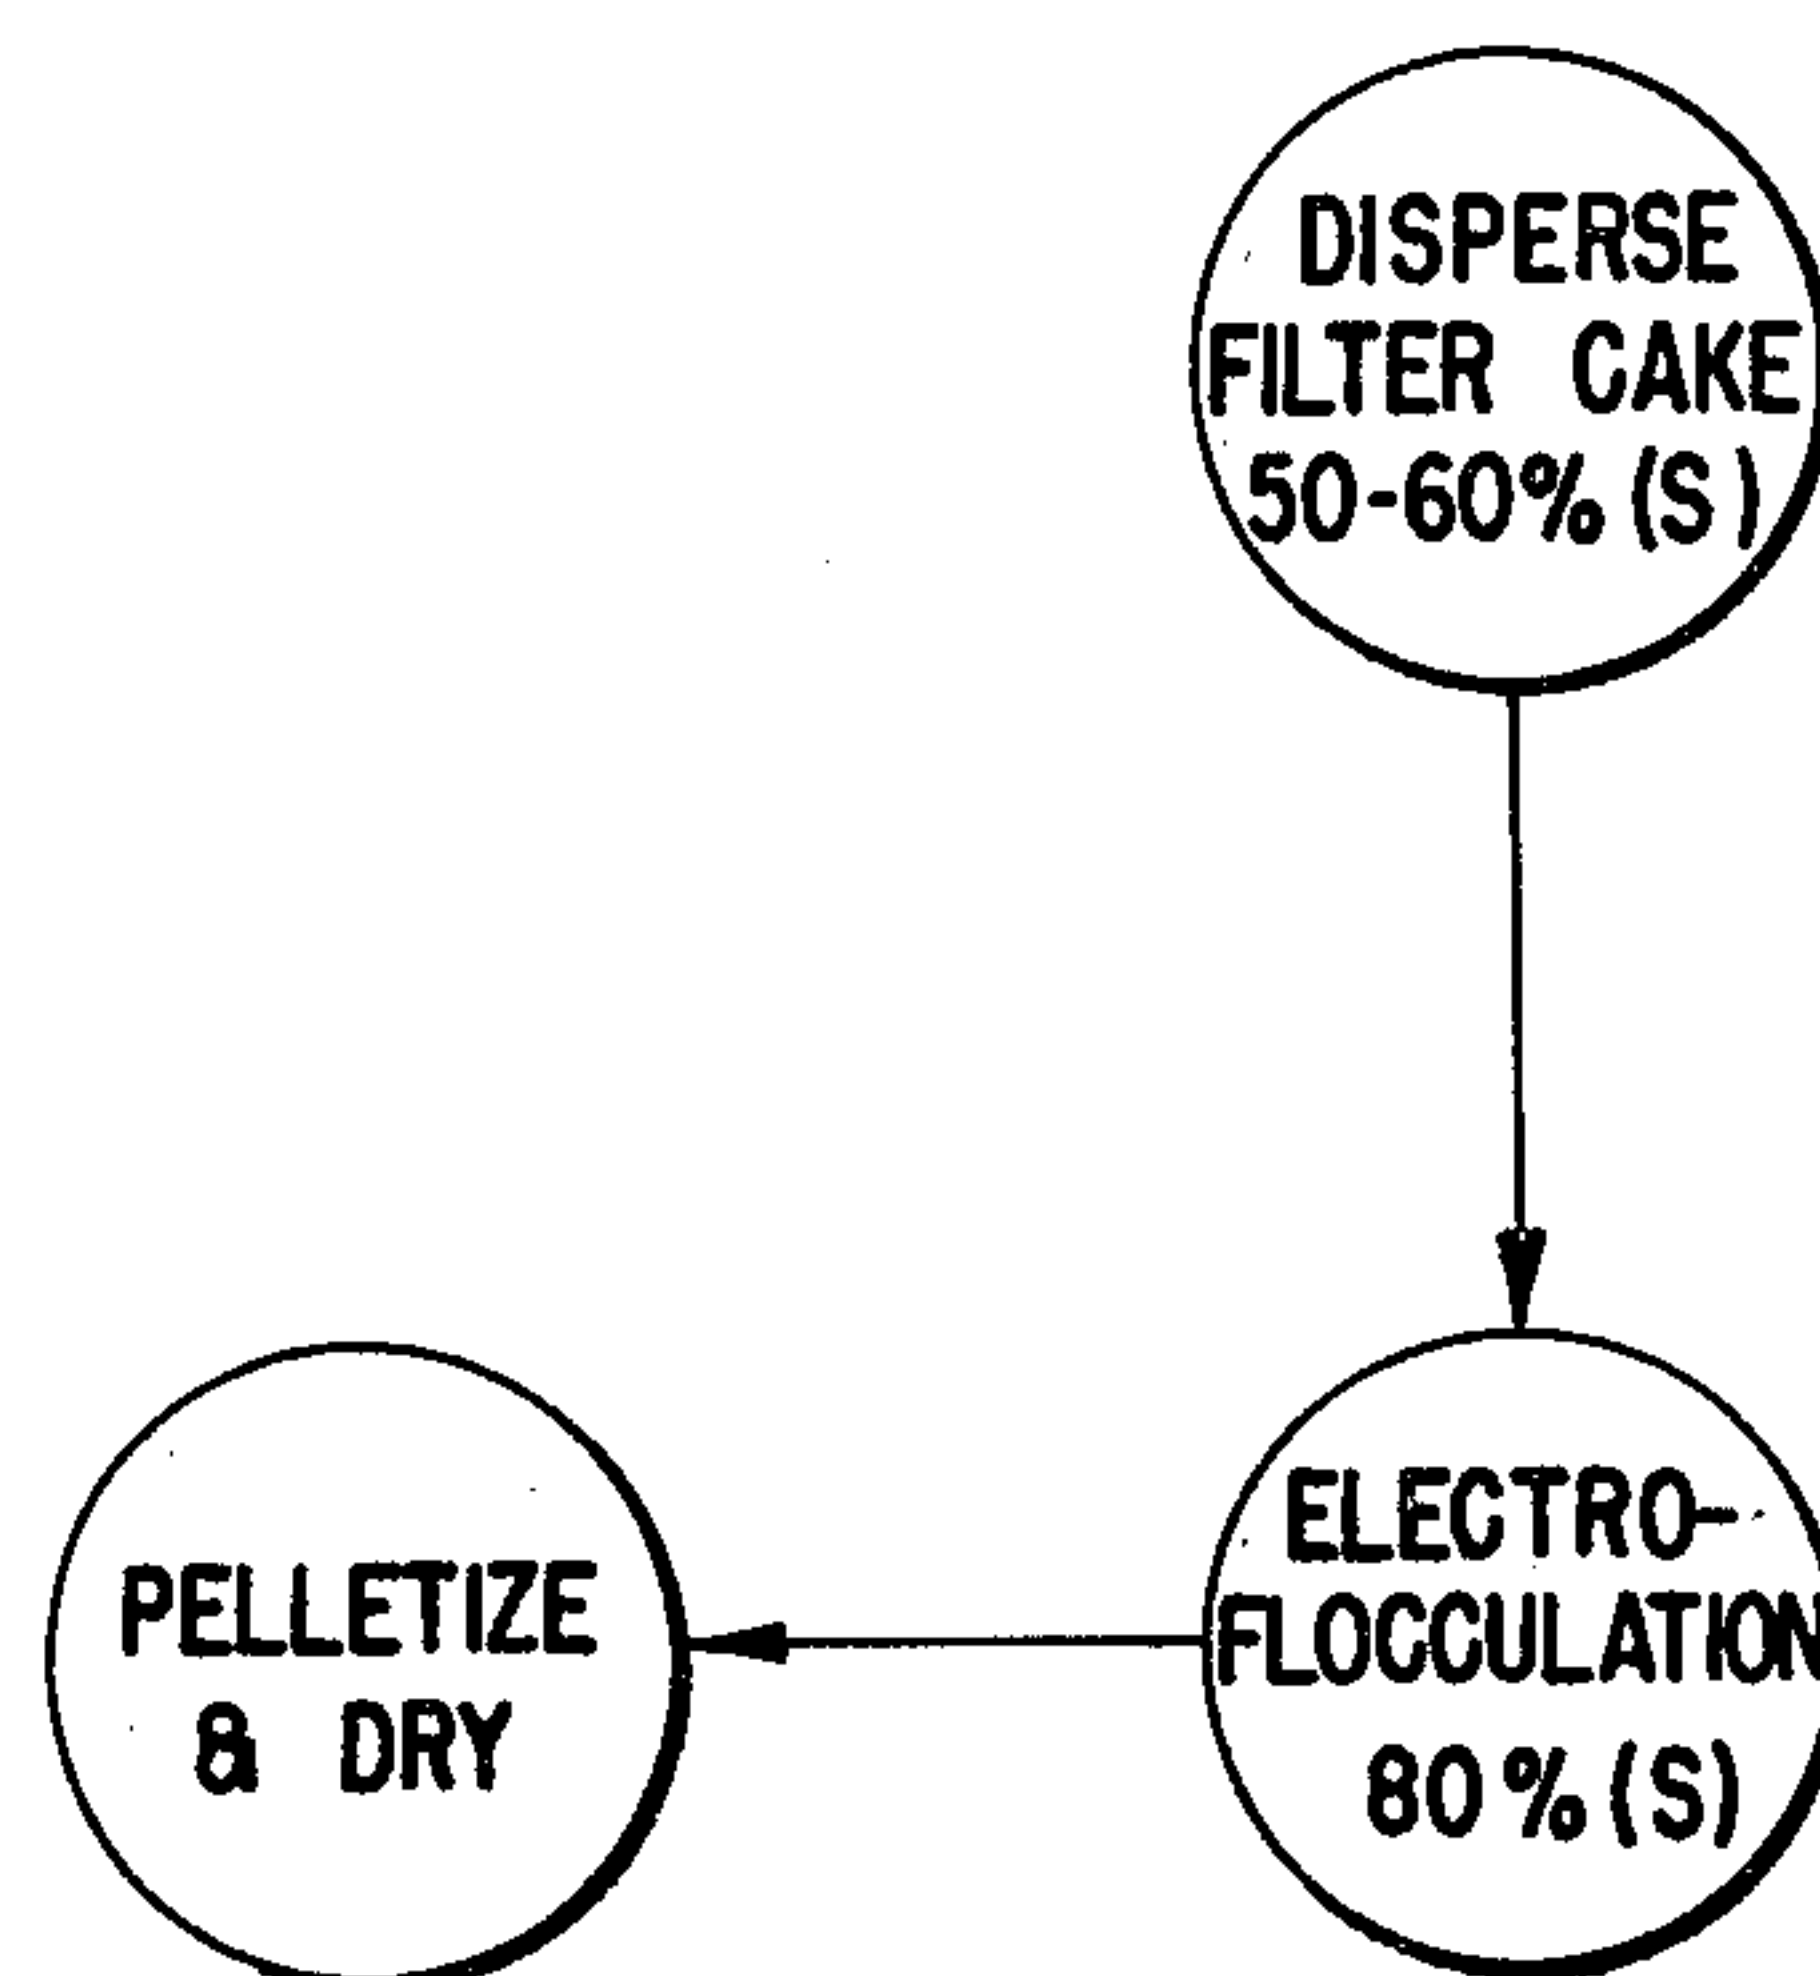 DISPERSE
FILTER CAKE
50-60% (S)
ELECTRO-
FLOCCULATION
80% (S)
PELLETIZE
& DRY